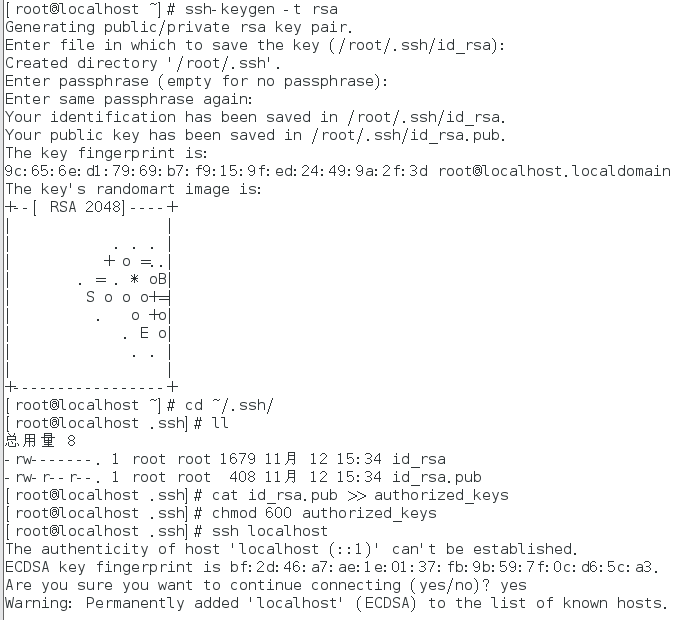 [root@localhost ~]# ssh-keygen -t rsa
Generating public/private rsa key pair.
Enter file in which to save the key (/root/.ssh/id_rsa):
Created directory '/root/.ssh'.
Enter passphrase (empty for no passphrase):
Enter same passphrase again:
Your identification has been saved in /root/.ssh/id_rsa.
Your public key has been saved in /root/.ssh/id_rsa.pub.
The key fingerprint is:
9c:65:6e:d1:79:69:b7:f9:15:9f:ed:24:49:9a:2f:3d root@localhost.localdomain
The key's randomart image is:
+--[ RSA 2048]----+
|                 |
|           . . . |
|          + o =..|
|       . = . * oB|
|        S o o o+=|
|         .   o +o|
|            . E o|
|             . . |
|                 |
+-----------------+
[root@localhost ~]# cd ~/.ssh/
[root@localhost .ssh]# ll
总用量 8
-rw-------. 1 root root 1679 11月 12 15:34 id_rsa
-rw-r--r--. 1 root root  408 11月 12 15:34 id_rsa.pub
[root@localhost .ssh]# cat id_rsa.pub >> authorized_keys
[root@localhost .ssh]# chmod 600 authorized_keys
[root@localhost .ssh]# ssh localhost
The authenticity of host 'localhost (::1)' can't be established.
ECDSA key fingerprint is bf:2d:46:a7:ae:1e:01:37:fb:9b:59:7f:0c:d6:5c:a3.
Are you sure you want to continue connecting (yes/no)? yes
Warning: Permanently added 'localhost' (ECDSA) to the list of known hosts.